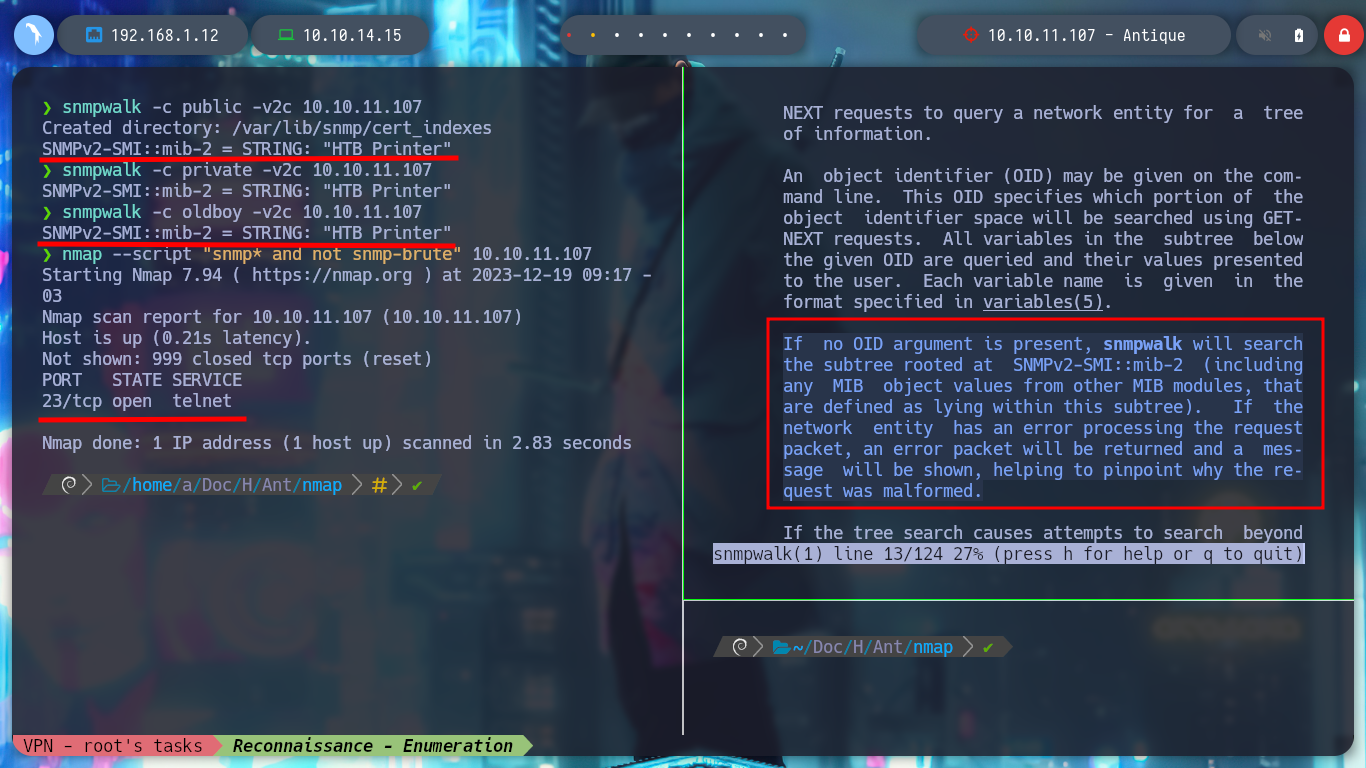 192.168.1.12
10.10.14.15
10.10.11.107 - Antique
❯ snmpwalk -c public -v2c 10.10.11.107
Created directory: /var/lib/snmp/cert_indexes
SNMPv2-SMI::mib-2 = STRING: "HTB Printer"
❯ snmpwalk -c private -v2c 10.10.11.107
SNMPv2-SMI::mib-2 = STRING: "HTB Printer"
❯ snmpwalk -c oldboy -v2c 10.10.11.107
SNMPv2-SMI::mib-2 = STRING: "HTB Printer"
❯ nmap --script "snmp* and not snmp-brute" 10.10.11.107
Starting Nmap 7.94 ( https://nmap.org ) at 2023-12-19 09:17 -
03
Nmap scan report for 10.10.11.107 (10.10.11.107)
Host is up (0.21s latency).
Not shown: 999 closed tcp ports (reset)
PORT   STATE SERVICE
23/tcp open  telnet
Nmap done: 1 IP address (1 host up) scanned in 2.83 seconds
/home/a/Doc/H/Ant/nmap # ✔
NEXT requests to query a network entity for  a  tree
of information.
An  object identifier (OID) may be given on the com-
mand line.  This OID specifies which portion of  the
object  identifier space will be searched using GET-
NEXT requests.  All variables in the  subtree  below
the given OID are queried and their values presented
to the user.  Each variable name  is  given  in  the
format specified in variables(5).
If  no OID argument is present, snmpwalk will search
the subtree rooted at  SNMPv2-SMI::mib-2  (including
any  MIB  object values from other MIB modules, that
are defined as lying within this subtree).   If  the
network  entity  has an error processing the request
packet, an error packet will be returned and a  mes-
sage  will be shown, helping to pinpoint why the re-
quest was malformed.
If the tree search causes attempts to search  beyond
snmpwalk(1) line 13/124 27% (press h for help or q to quit)
~/Doc/H/Ant/nmap ✔
VPN - root's tasks
Reconnaissance - Enumeration